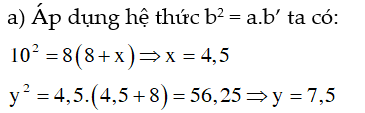 a) Áp dụng hệ thức b² = a.b′ ta có:
10² = 8(8+x) ⇒ x = 4,5
y² = 4,5.(4,5+8) = 56,25 ⇒ y = 7,5